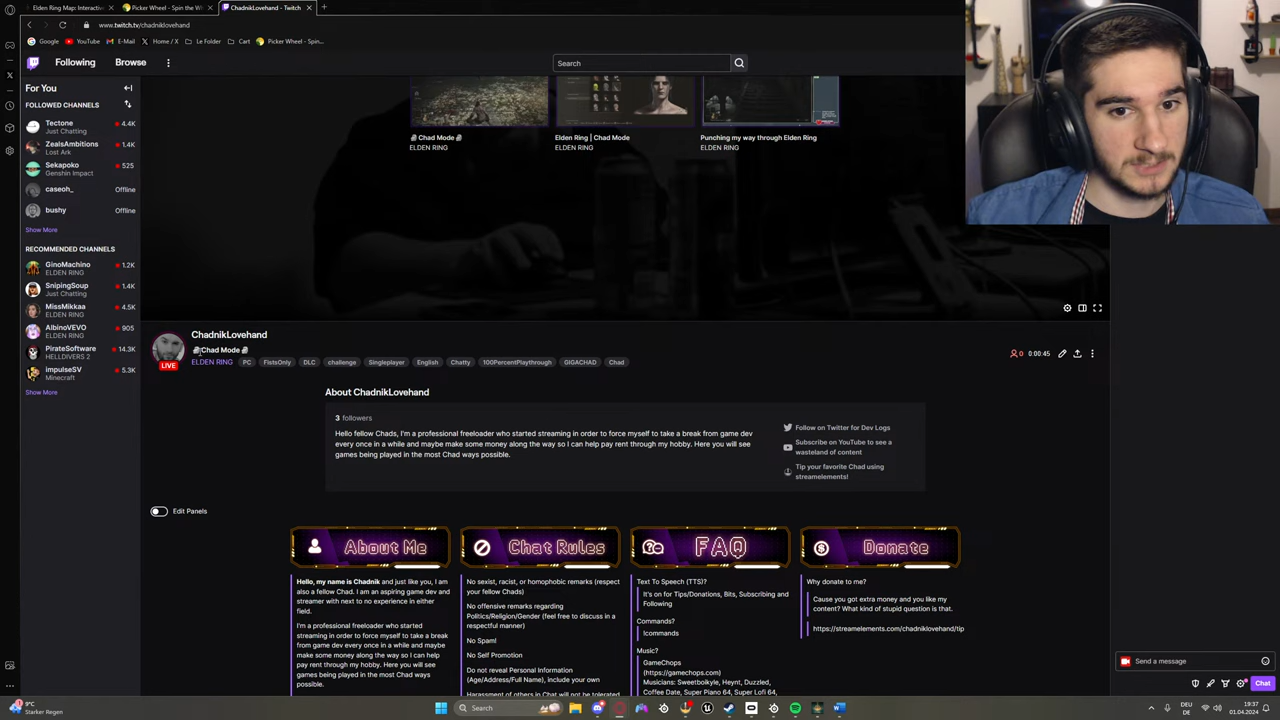 Elden Ring Map: Interactiv
Picker Wheel - Spin the W
ChadnikLovehand - Twitch
www.twitch.tv/chadniklovehand
Google
YouTube
E-Mail
Home / X
Le Folder
Cart
Picker Wheel - Spin...
Following
Browse
Search
For You
FOLLOWED CHANNELS
Tectone
4.4K
Just Chatting
ZealsAmbitions
1.4K
Lost Ark
Sekapoko
525
Genshin Impact
caseoh_
Offline
bushy
Offline
Show More
RECOMMENDED CHANNELS
GinoMachino
1.2K
ELDEN RING
SnipingSoup
1.4K
Just Chatting
MissMikkaa
4.5K
ELDEN RING
AlbinoVEVO
905
ELDEN RING
PirateSoftware
14.3K
HELLDIVERS 2
impulseSV
5.3K
Minecraft
Show More
🗿Chad Mode🗿
ELDEN RING
Elden Ring | Chad Mode
ELDEN RING
Punching my way through Elden Ring
ELDEN RING
ChadnikLovehand
🗿Chad Mode🗿
ELDEN RING PC FistsOnly DLC challenge Singleplayer English Chatty 100PercentPlaythrough GIGACHAD Chad
LIVE
0 0:00:45
About ChadnikLovehand
3 followers
Hello fellow Chads, I'm a professional freeloader who started streaming in order to force myself to take a break from game dev
every once in a while and maybe make some money along the way so I can help pay rent through my hobby. Here you will see
games being played in the most Chad ways possible.
Follow on Twitter for Dev Logs
Subscribe on YouTube to see a
wasteland of content
Tip your favorite Chad using
streamelements!
Edit Panels
About Me
Hello, my name is Chadnik and just like you, I
am also a fellow Chad. I am an aspiring game dev and
streamer with next to no experience in either
field.
I'm a professional freeloader who started
streaming in order to force myself to take a break
from game dev every once in a while and maybe
make some money along the way so I can help
pay rent through my hobby. Here you will see
games being played in the most Chad ways
possible.
Chat Rules
No sexist, racist, or homophobic remarks (respect
your fellow Chads)
No offensive remarks regarding
Politics/Religion/Gender (feel free to discuss in a
respectful manner)
No Spam!
No Self Promotion
Do not reveal Personal Information
(Age/Address/Full Name), include your own
Harassment of others in Chat will not be tolerated
FAQ
Text To Speech (TTS)?
It's on for Tips/Donations, Bits, Subscribing and
Following
Commands?
!commands
Music?
GameChops
(https://gamechops.com)
Musicians: Sweetboikyle, Heynt, Duzzled,
Coffee Date, Super Piano 64, Super Lofi 64,
Donate
Why donate to me?
Cause you got extra money and you like my
content? What kind of stupid question is that.
https://streamelements.com/chadniklovehand/tip
Send a message
Chat
9°C
Starker Regen
Search
DEU
DE
19:37
01.04.2024